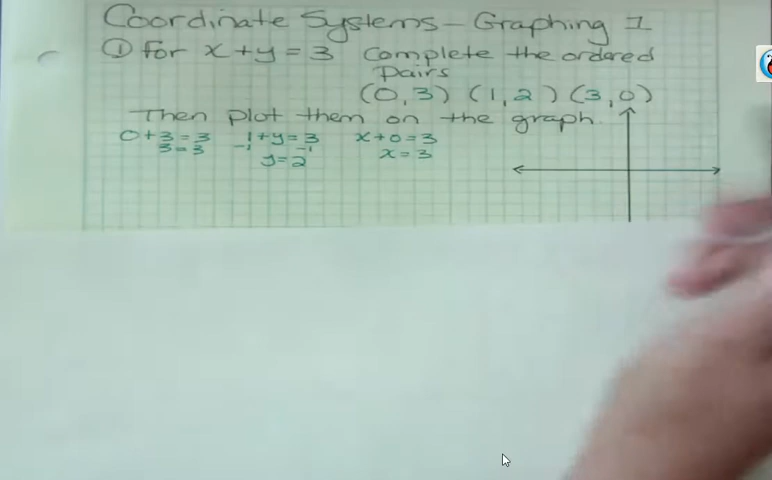 Coordinate Systems - Graphing 1
① For x + y = 3 Complete the ordered
Pairs
(0, 3) (1, 2) (3, 0)
Then plot them on the graph.
0 + 3 = 3 1 + y = 3 x + 0 = 3
3 = 3 -1 -1 x = 3
y = 2